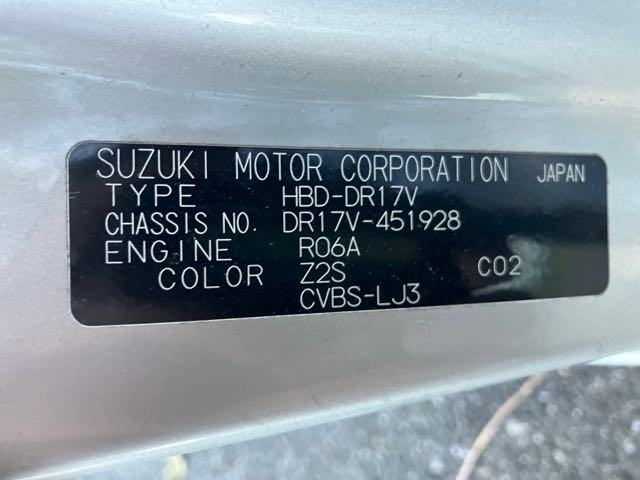 SUZUKI MOTOR CORPORATION JAPAN
TYPE HBD-DR17V
CHASSIS NO. DR17V-451928
ENGINE R06A
COLOR Z2S C02
CVBS-LJ3